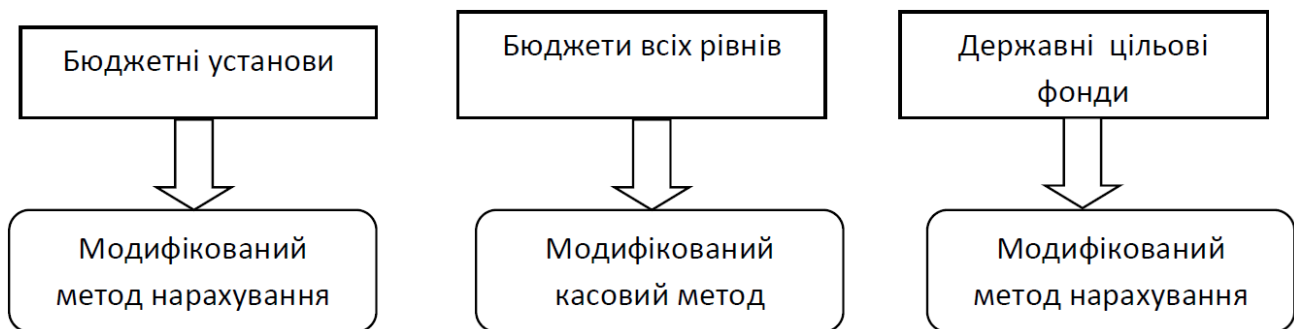 Бюджетні установи
Бюджети всіх рівнів
Державні цільові
фонди
Модифікований
метод нарахування
Модифікований
касовий метод
Модифікований
метод нарахування